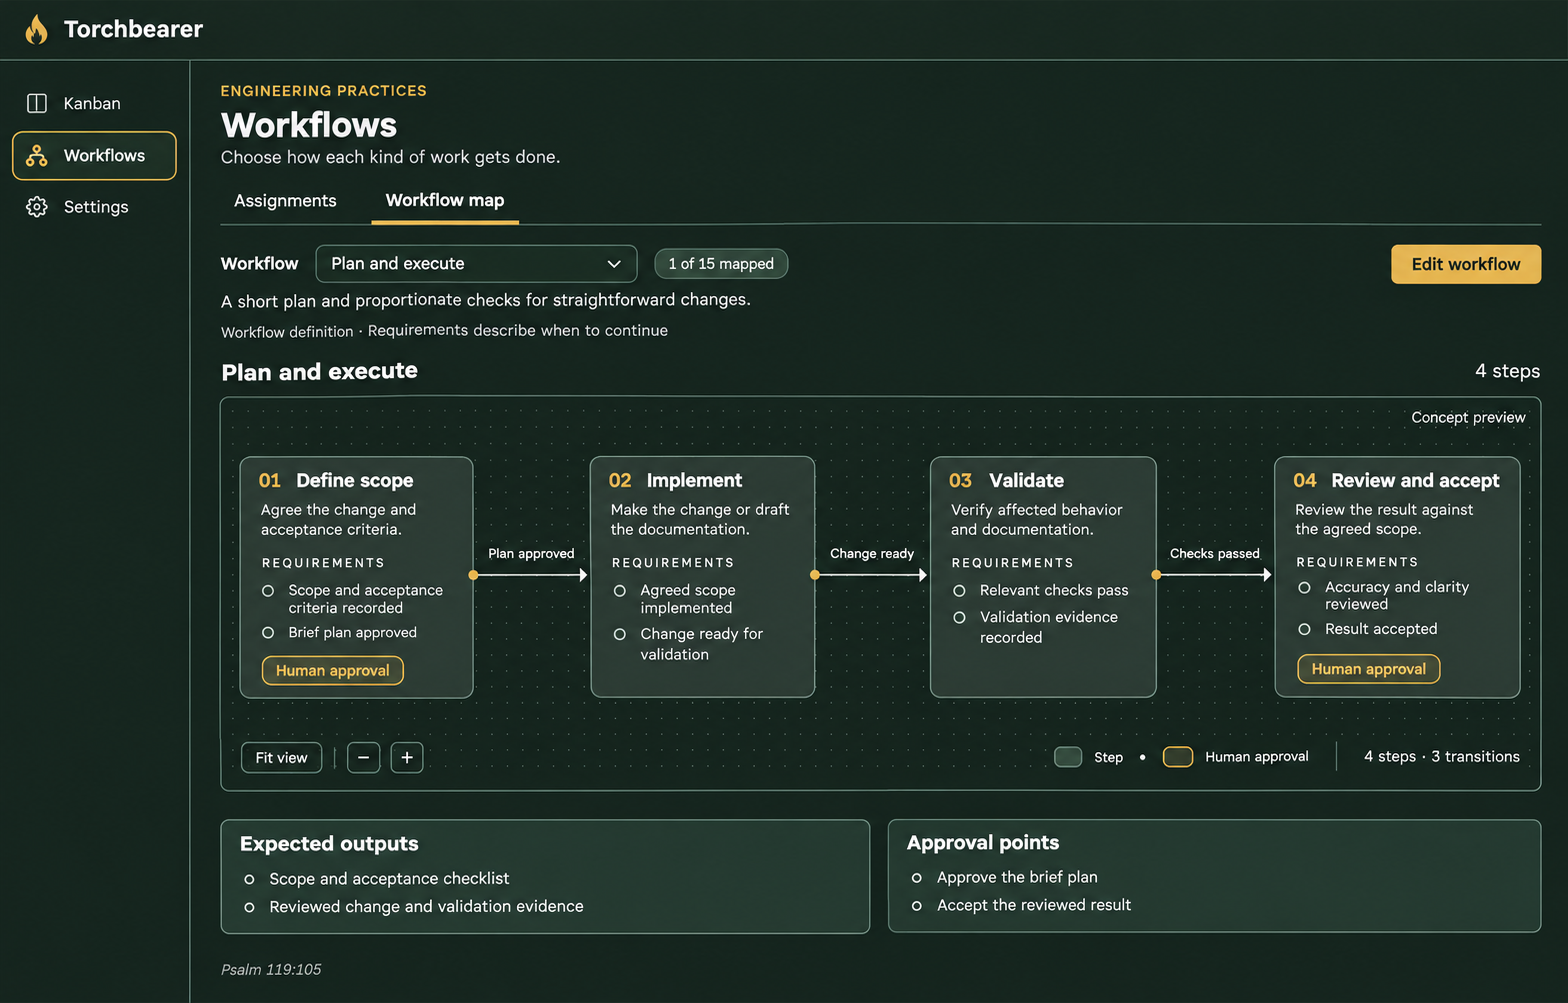 Torchbearer
Kanban
Workflows
Settings
ENGINEERING PRACTICES
Workflows
Choose how each kind of work gets done.
Assignments
Workflow map
Workflow
Plan and execute
1 of 15 mapped
Edit workflow
A short plan and proportionate checks for straightforward changes.
Workflow definition · Requirements describe when to continue
Plan and execute
4 steps
Concept preview
01 Define scope
Agree the change and
acceptance criteria.
REQUIREMENTS
Scope and acceptance
criteria recorded
Brief plan approved
Human approval
Plan approved
02 Implement
Make the change or draft
the documentation.
REQUIREMENTS
Agreed scope
implemented
Change ready for
validation
Change ready
03 Validate
Verify affected behavior
and documentation.
REQUIREMENTS
Relevant checks pass
Validation evidence
recorded
Checks passed
04 Review and accept
Review the result against
the agreed scope.
REQUIREMENTS
Accuracy and clarity
reviewed
Result accepted
Human approval
Fit view
−
+
Step
•
Human approval
4 steps · 3 transitions
Expected outputs
Scope and acceptance checklist
Reviewed change and validation evidence
Approval points
Approve the brief plan
Accept the reviewed result
Psalm 119:105